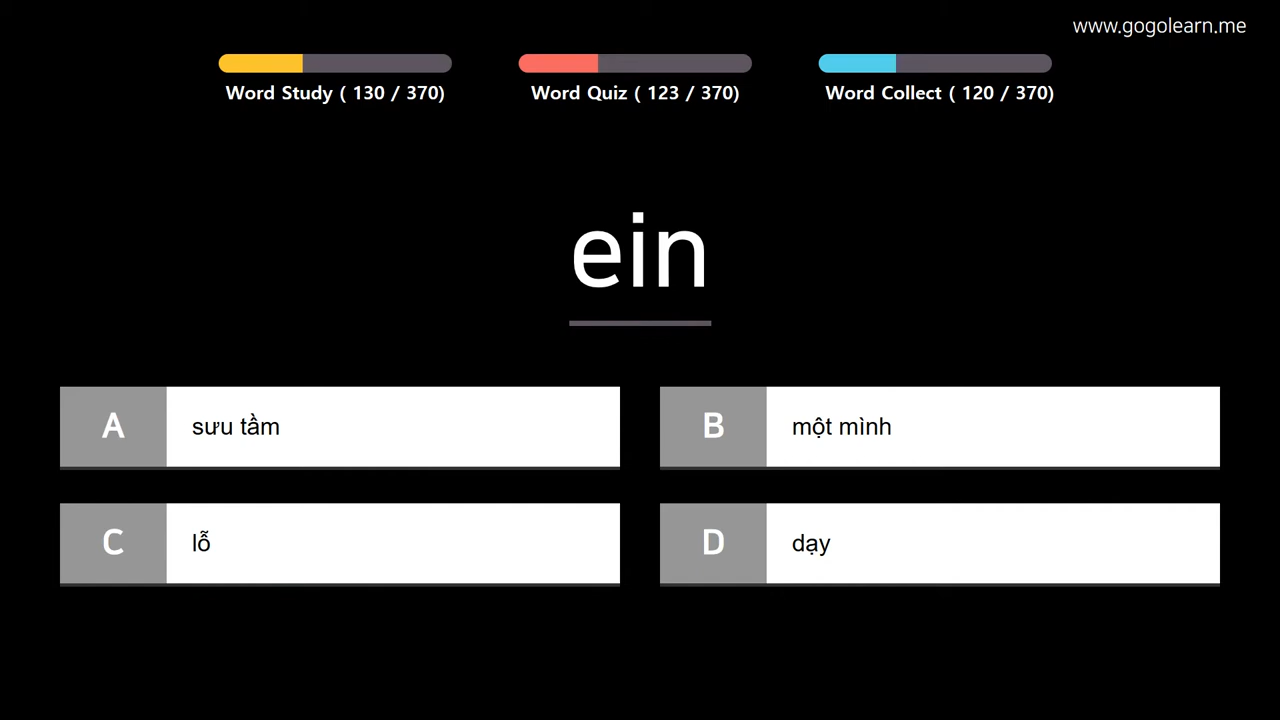 www.gogolearn.me
Word Study ( 130 / 370)
Word Quiz ( 123 / 370)
Word Collect ( 120 / 370)
ein
A sưu tầm
B một mình
C lỗ
D dạy